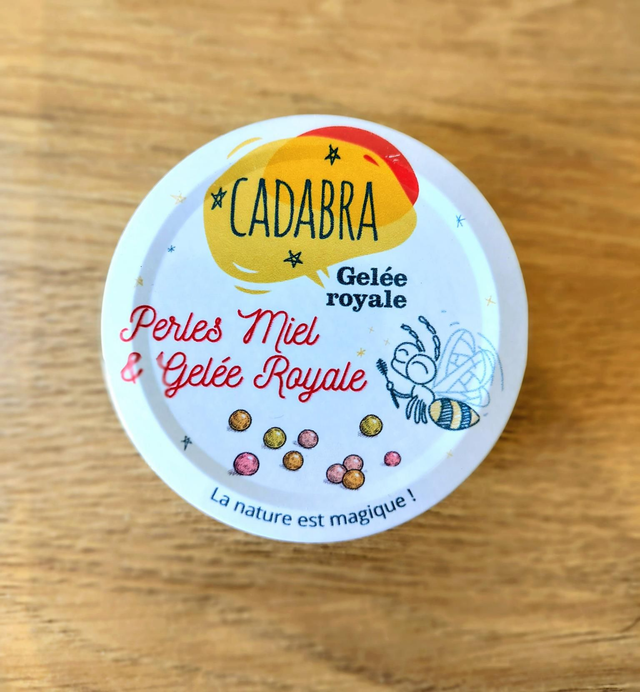 CADABRA
Gelée
royale
Perles Miel
& Gelée Royale
La nature est magique !